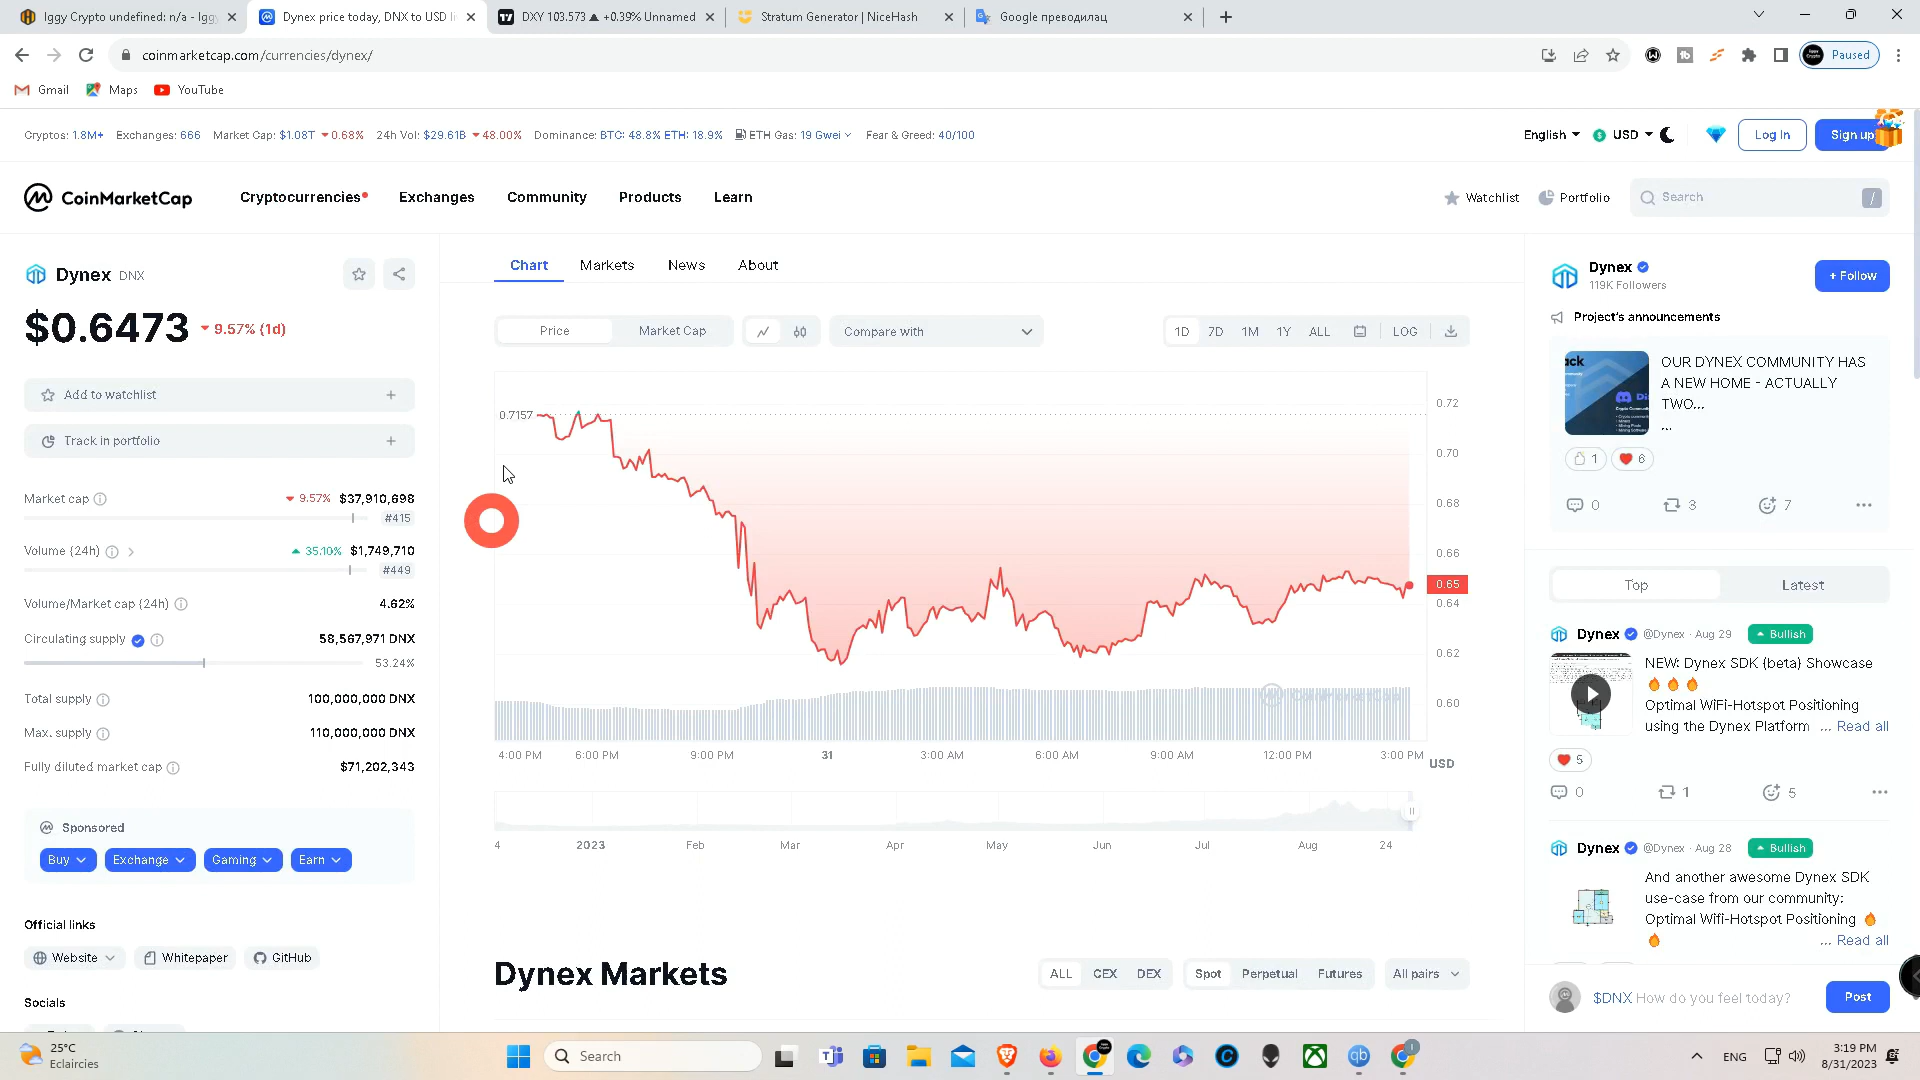 Iggy Crypto undefined: n/a - Iggy
Dynex price today, DNX to USD li
DXY 103.573 ▲ +0.39% Unnamed
Stratum Generator | NiceHash
Google преводилац
coinmarketcap.com/currencies/dynex/
Paused
Gmail
Maps
YouTube
Cryptos: 1.8M+ Exchanges: 666 Market Cap: $1.08T 0.68% 24h Vol: $29.61B 48.00% Dominance: BTC: 48.8% ETH: 18.9% ETH Gas: 19 Gwei Fear & Greed: 40/100
English
USD
Log In
Sign up
CoinMarketCap
Cryptocurrencies
Exchanges
Community
Products
Learn
Watchlist
Portfolio
Search
/
Dynex DNX
$0.6473 9.57% (1d)
Add to watchlist +
Track in portfolio +
Market cap 9.57% $37,910,698
#415
Volume (24h) 35.10% $1,749,710
#449
Volume/Market cap (24h) 4.62%
Circulating supply 58,567,971 DNX
53.24%
Total supply 100,000,000 DNX
Max. supply 110,000,000 DNX
Fully diluted market cap $71,202,343
Sponsored
Buy
Exchange
Gaming
Earn
Official links
Website
Whitepaper
GitHub
Socials
Chart
Markets
News
About
Price
Market Cap
Compare with
1D 7D 1M 1Y ALL LOG
0.7157
0.72
0.70
0.68
0.66
0.65
0.64
0.62
0.60
CoinMarketCap
4:00 PM 6:00 PM 9:00 PM 31 3:00 AM 6:00 AM 9:00 AM 12:00 PM 3:00 PM
USD
4 2023 Feb Mar Apr May Jun Jul Aug 24
Dynex Markets
ALL CEX DEX
Spot Perpetual Futures
All pairs
Dynex
119K Followers
+ Follow
Project's announcements
OUR DYNEX COMMUNITY HAS
A NEW HOME - ACTUALLY
TWO...
...
1
6
0
3
7
Top
Latest
Dynex @Dynex · Aug 29 Bullish
NEW: Dynex SDK (beta) Showcase
Optimal WiFi-Hotspot Positioning
using the Dynex Platform ... Read all
5
0
1
5
Dynex @Dynex · Aug 28 Bullish
And another awesome Dynex SDK
use-case from our community:
Optimal Wifi-Hotspot Positioning
... Read all
$DNX How do you feel today?
Post
25°C
Eclaircies
Search
ENG
3:19 PM
8/31/2023